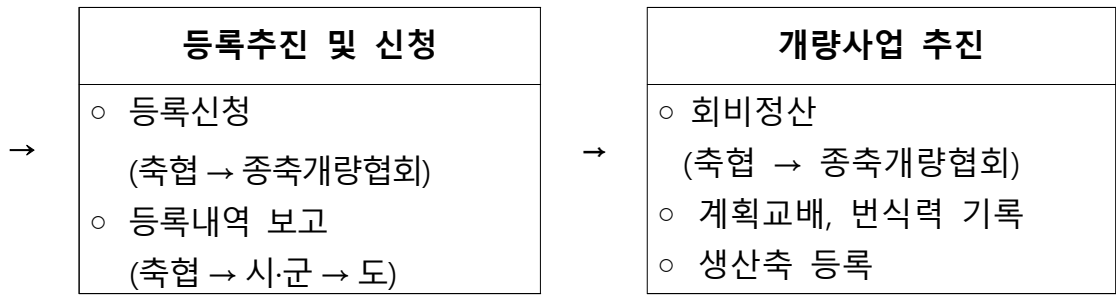 →
등록추진 및 신청
○ 등록신청
(축협 → 종축개량협회)
○ 등록내역 보고
(축협 → 시·군 → 도)
→
개량사업 추진
○ 회비정산
(축협 → 종축개량협회)
○ 계획교배, 번식력 기록
○ 생산축 등록